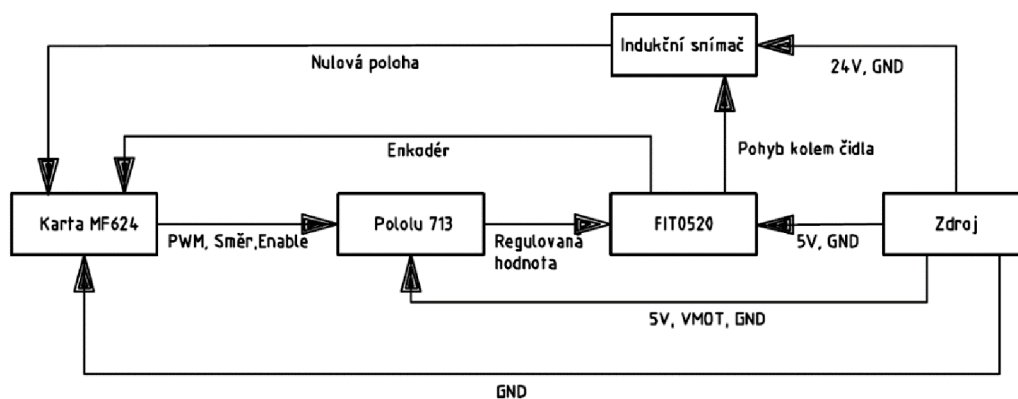 Indukční snímač
Nulová poloha
24V, GND
Enkodér
Pohyb kolem čidla
Karta MF624
Pololu 713
FIT0520
Zdroj
PWM, Směr,Enable
Regulovaná
hodnota
5V, GND
5V, VMOT, GND
GND